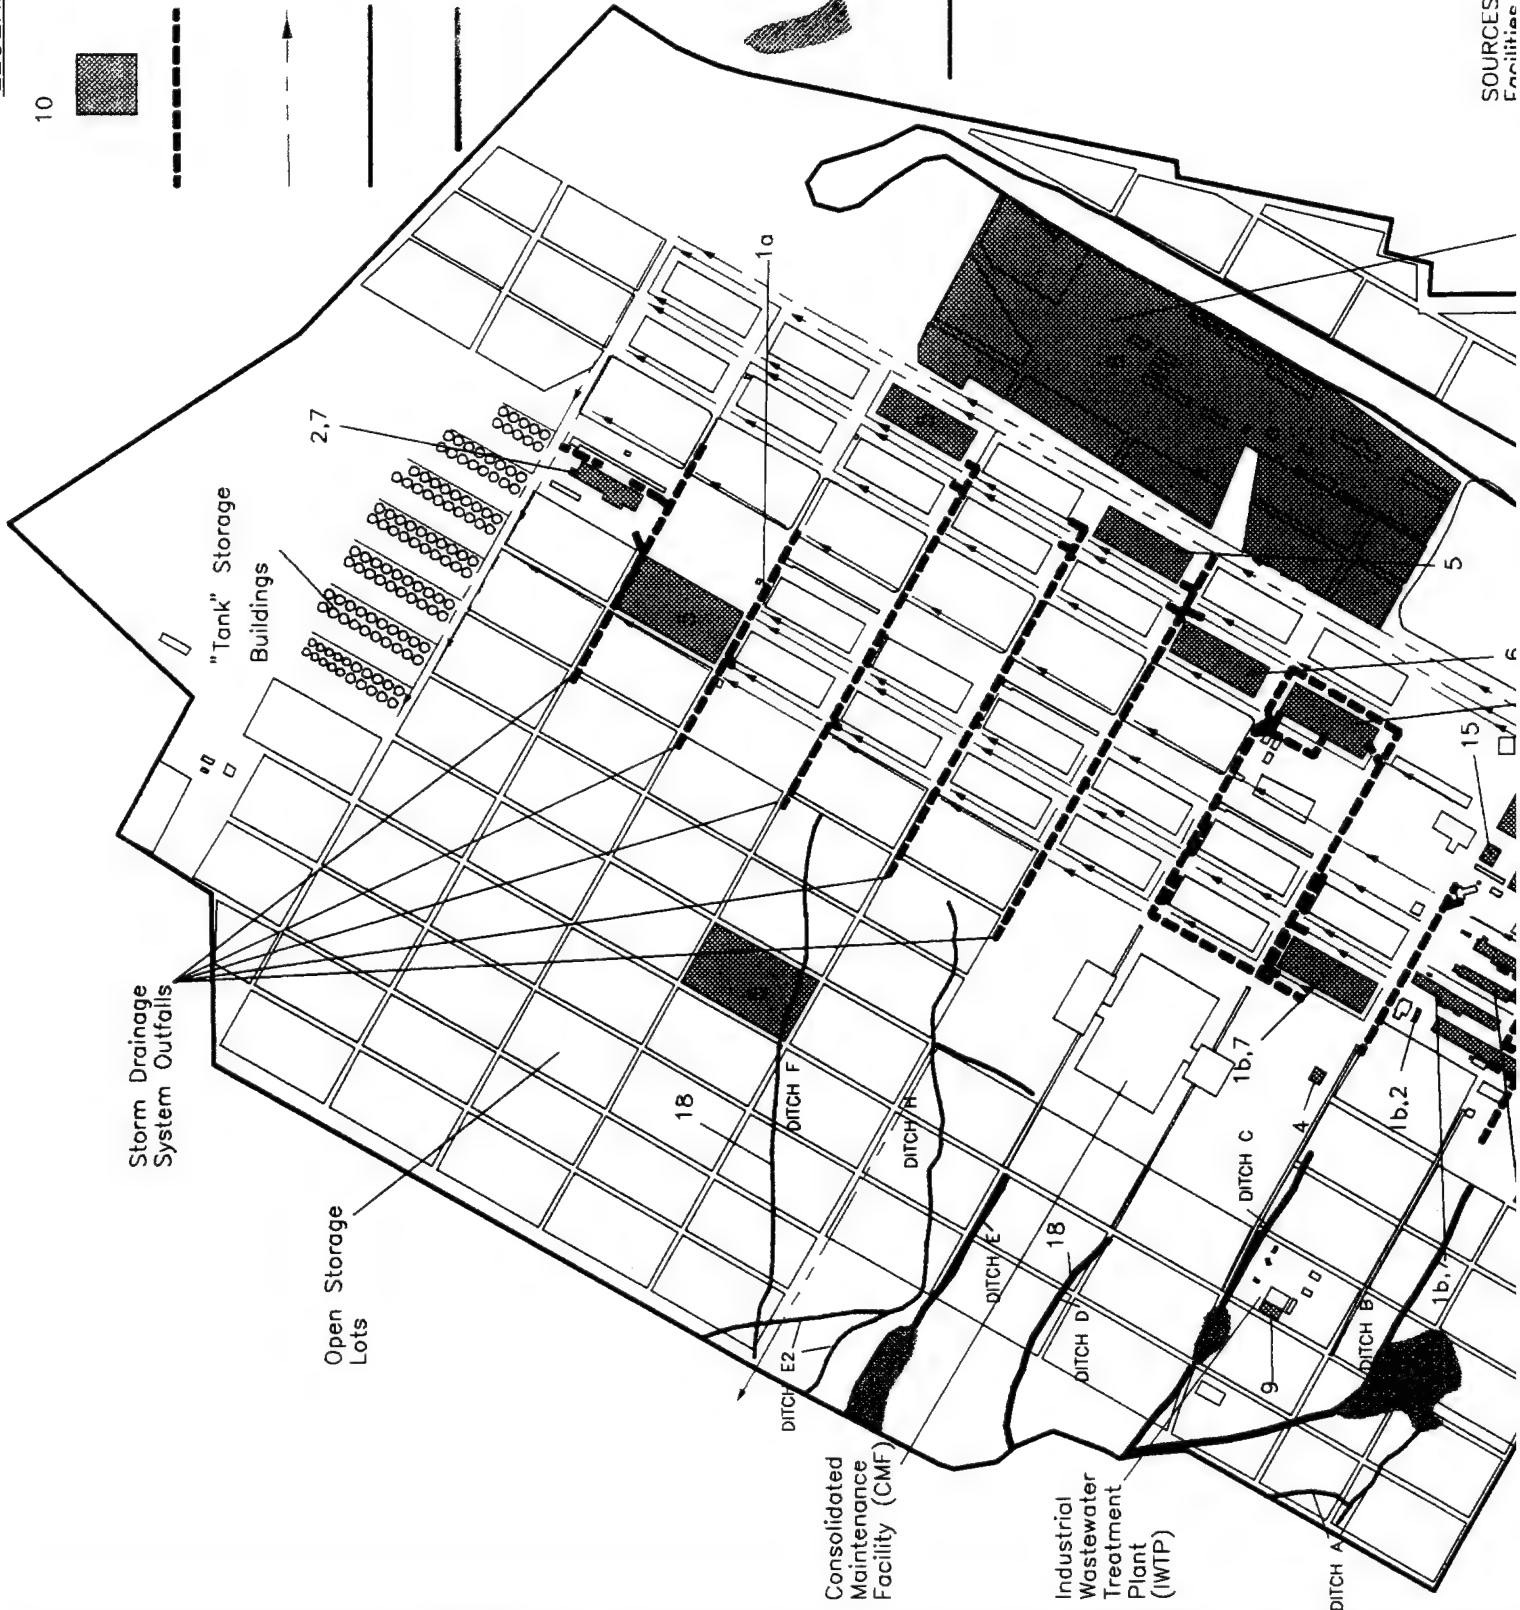 10
2,7
1a
"Tank" Storage
Buildings
Storm Drainage
System Outfalls
Open Storage
Lots
18
DITCH F
DITCH H
5
6
15
1b,7
4
1b,2
DITCH C
DITCH E
18
DITCH D
DITCH E2
9
DITCH B
1b,
Consolidated
Maintenance
Facility (CMF)
Industrial
Wastewater
Treatment
Plant
(IWTP)
DITCH A
SOURCES
Facilities